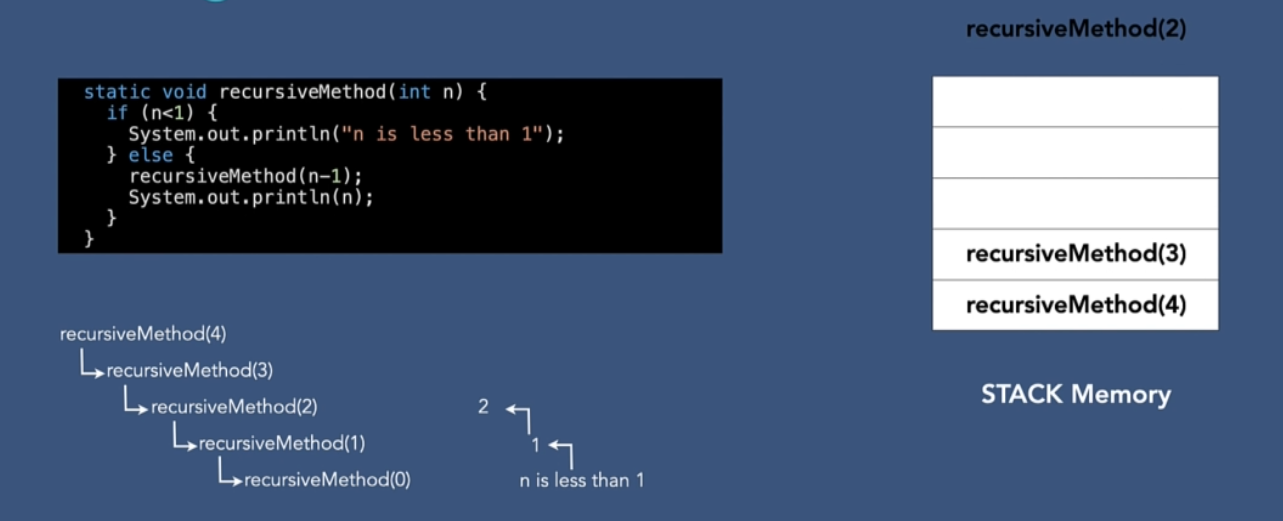 recursiveMethod(2)
static void recursiveMethod(int n) {
if (n<1) {
System.out.println("n is less than 1");
} else {
recursiveMethod(n-1);
System.out.println(n);
}
}
recursiveMethod(3)
recursiveMethod(4)
STACK Memory
recursiveMethod(4)
recursiveMethod(3)
recursiveMethod(2)
2
recursiveMethod(1)
1
recursiveMethod(0)
n is less than 1